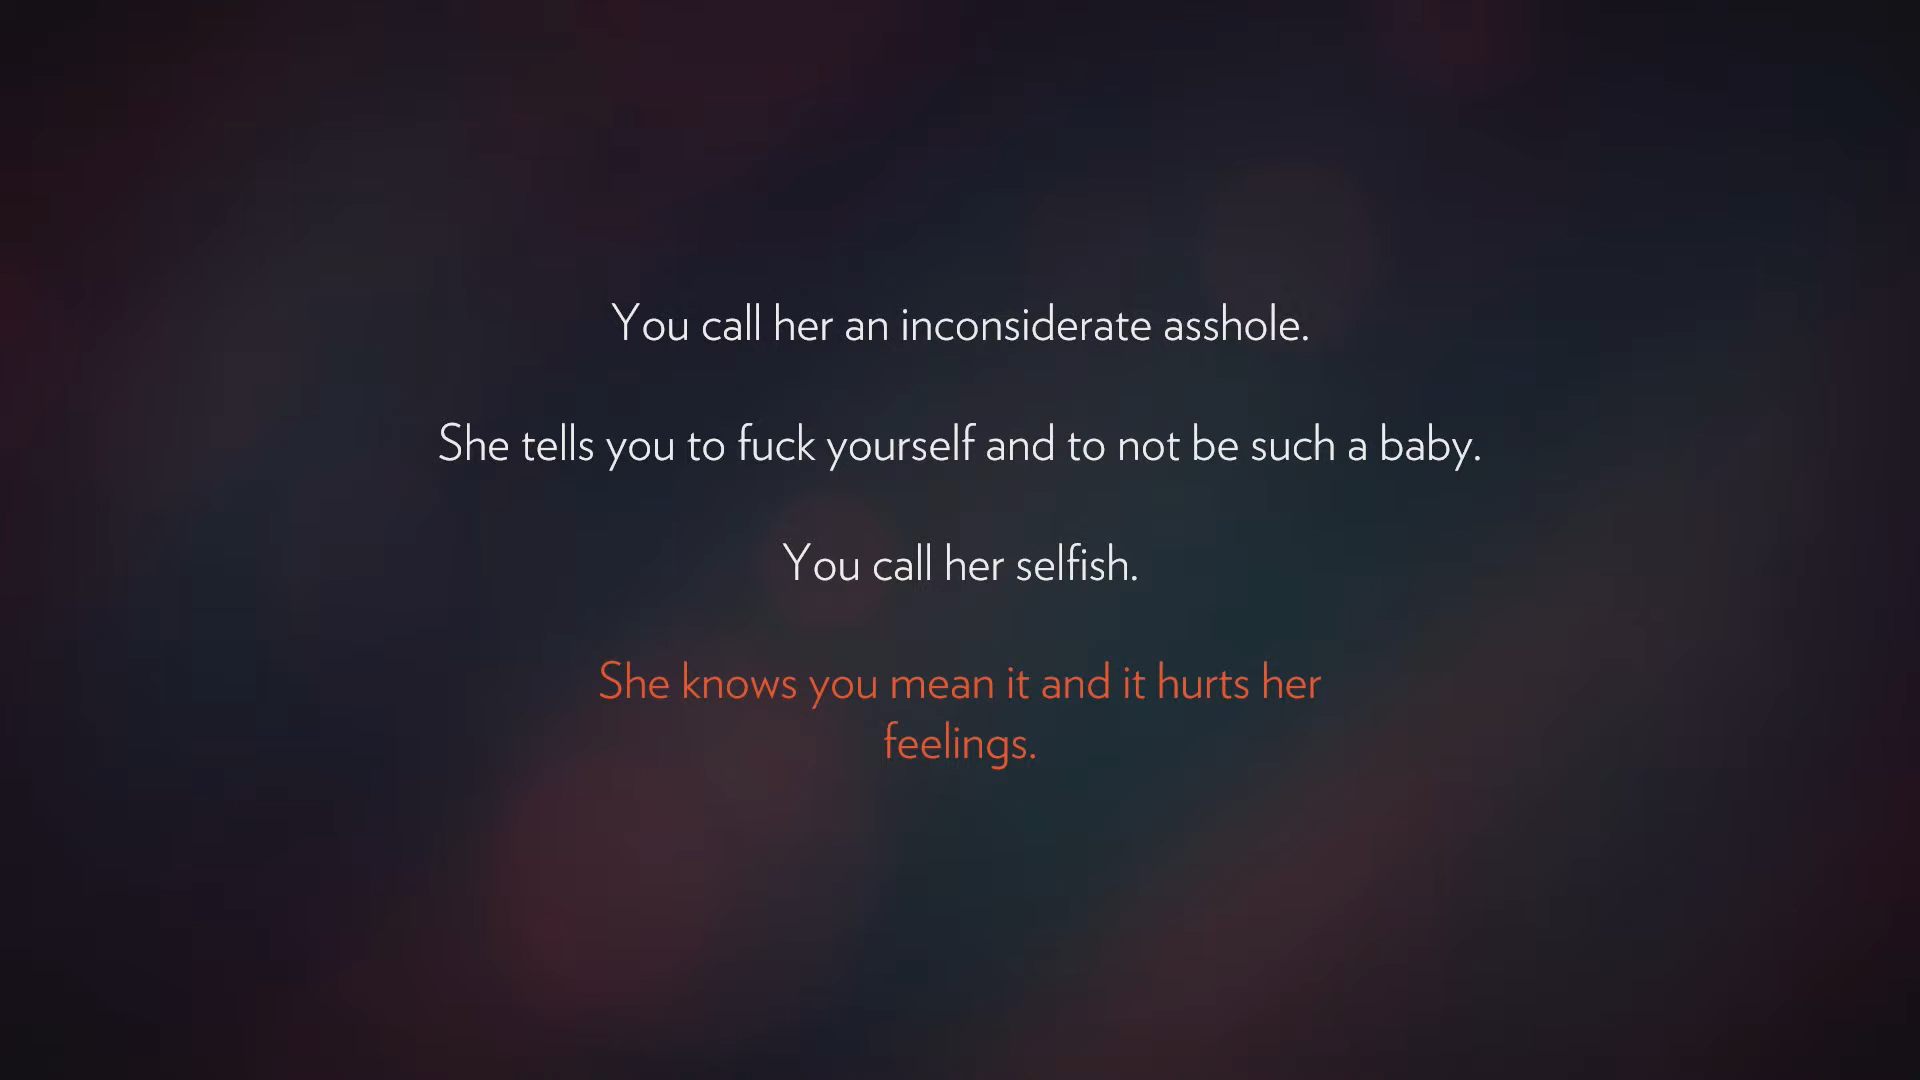 You call her an inconsiderate asshole.
She tells you to fuck yourself and to not be such a baby.
You call her selfish.
She knows you mean it and it hurts her
feelings.